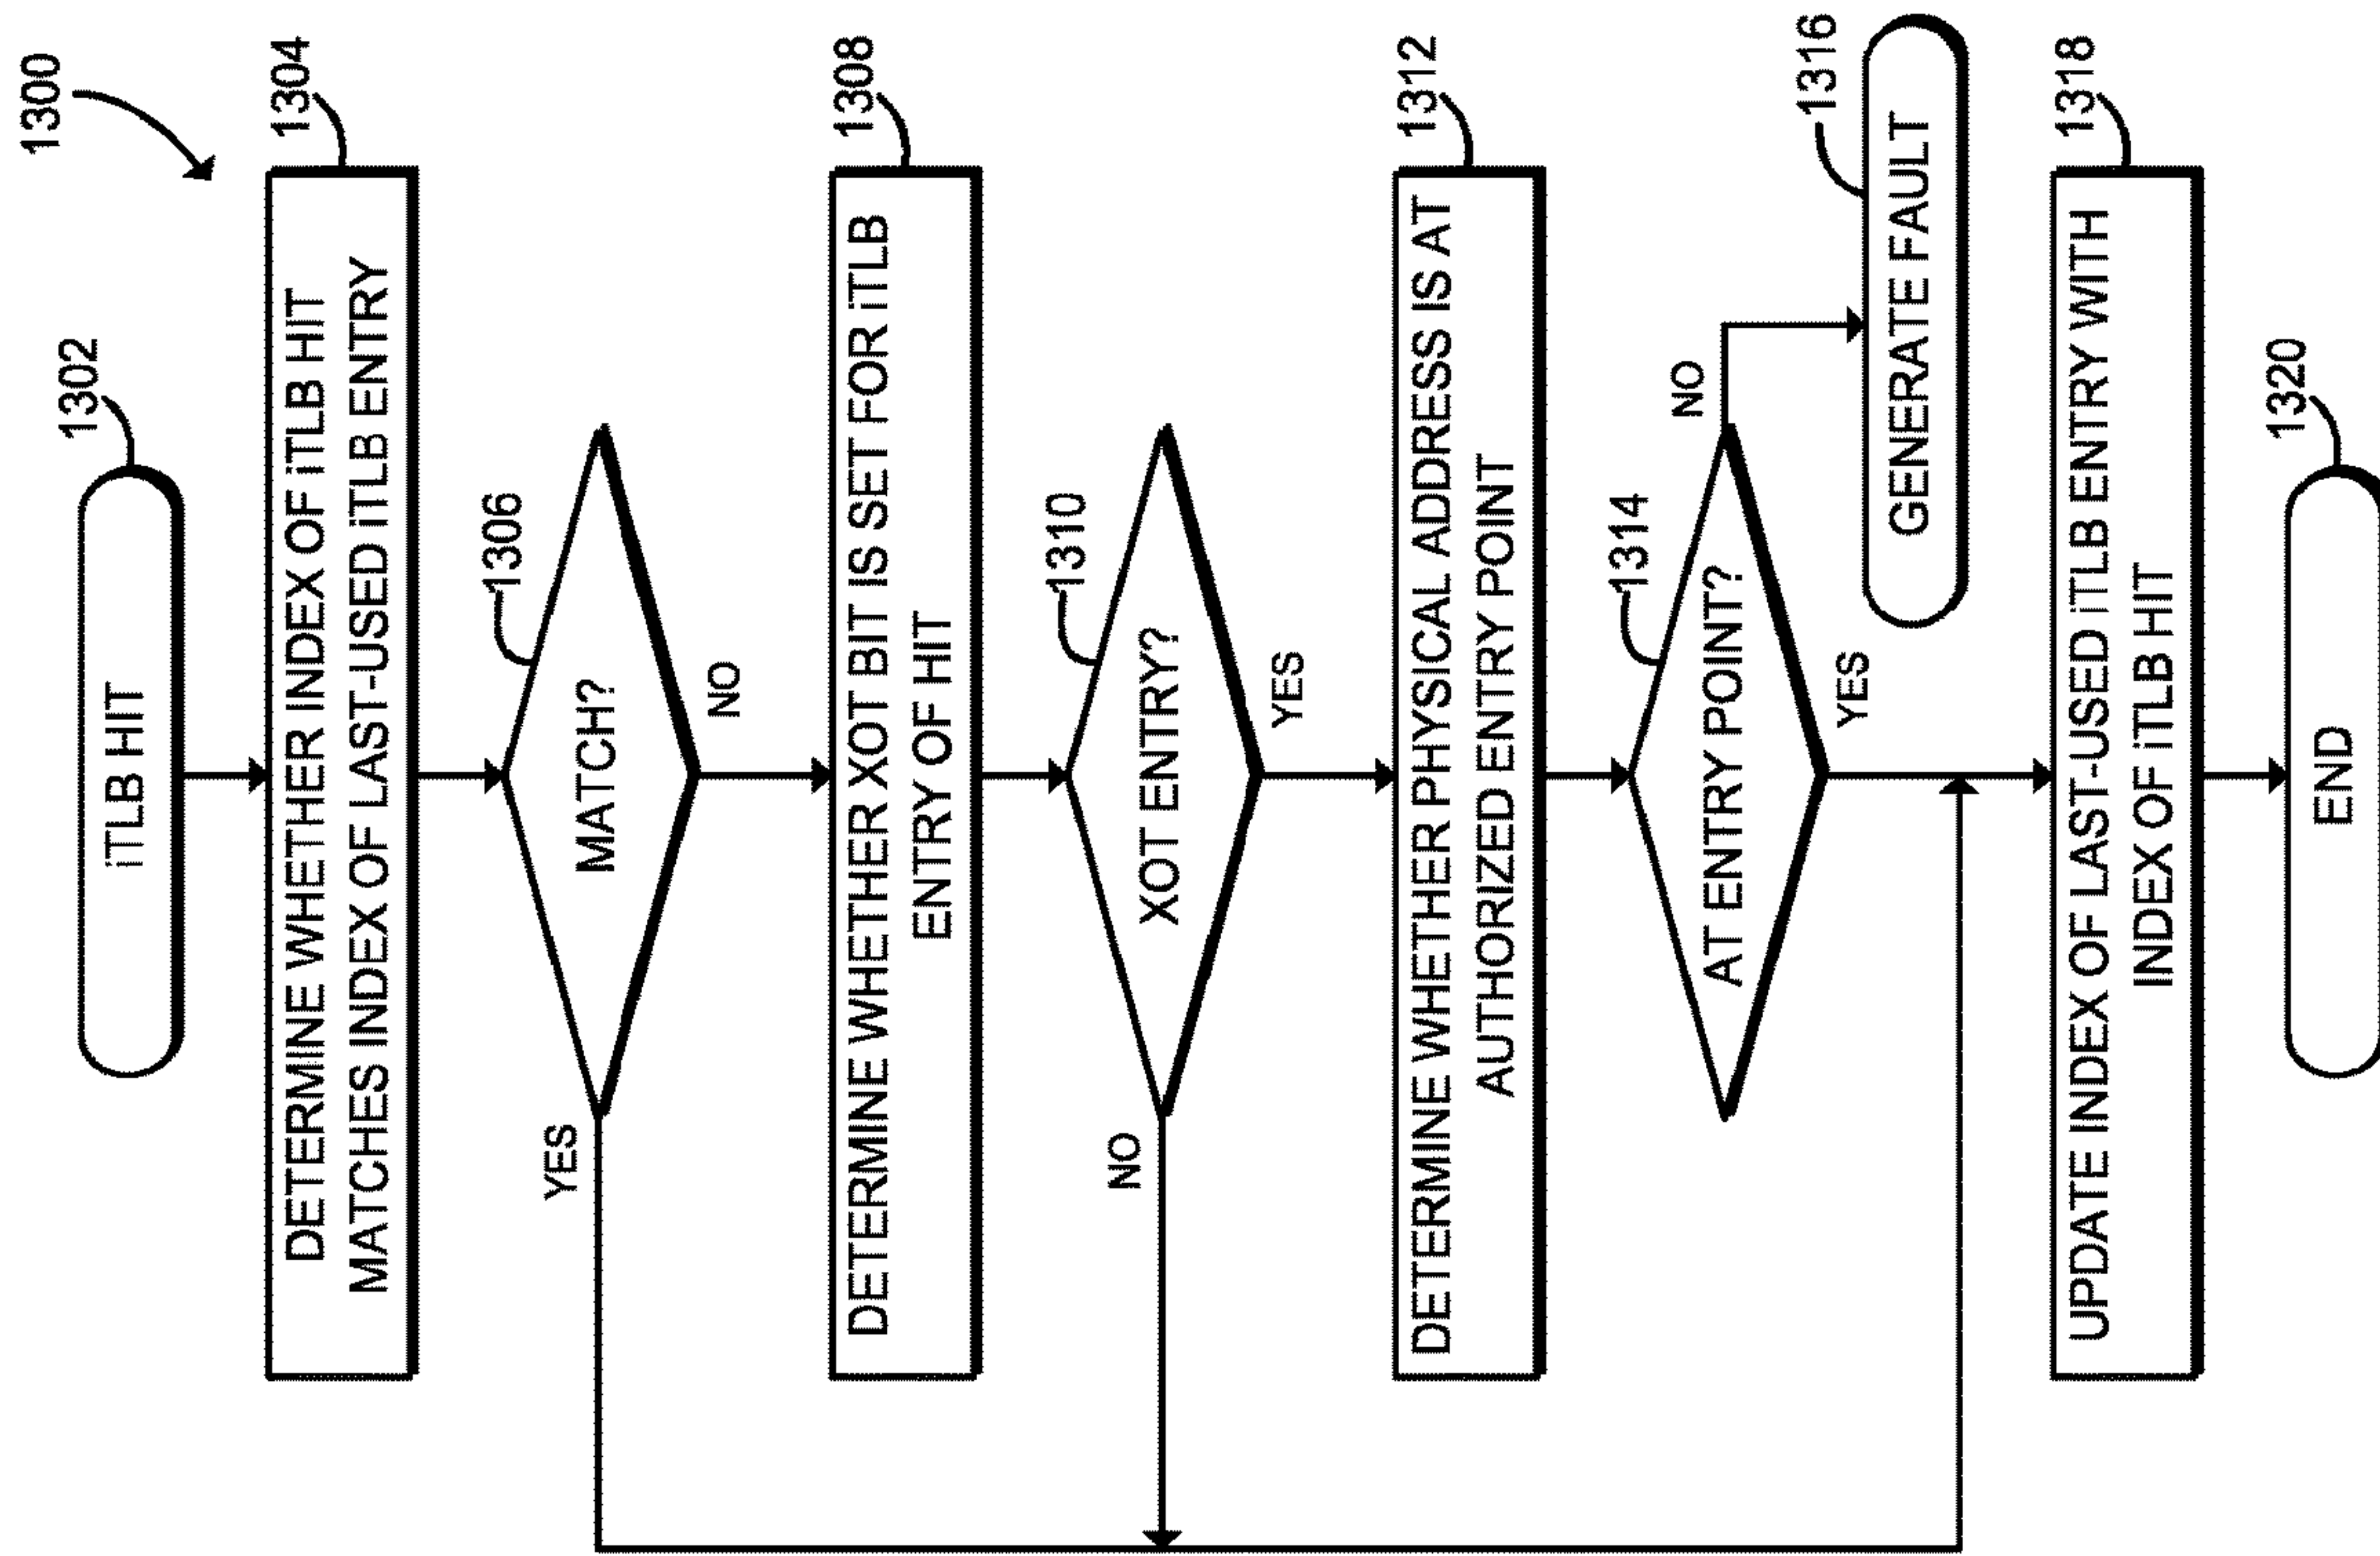 1300
iTLB HIT
1302
DETERMINE WHETHER INDEX OF iTLB HIT
MATCHES INDEX OF LAST-USED iTLB ENTRY
1304
MATCH?
1306
YES
NO
DETERMINE WHETHER XOT BIT IS SET FOR iTLB
ENTRY OF HIT
1308
XOT ENTRY?
1310
NO
YES
DETERMINE WHETHER PHYSICAL ADDRESS IS AT
AUTHORIZED ENTRY POINT
1312
AT ENTRY POINT?
1314
NO
YES
GENERATE FAULT
1316
UPDATE INDEX OF LAST-USED iTLB ENTRY WITH
INDEX OF iTLB HIT
1318
END
1320